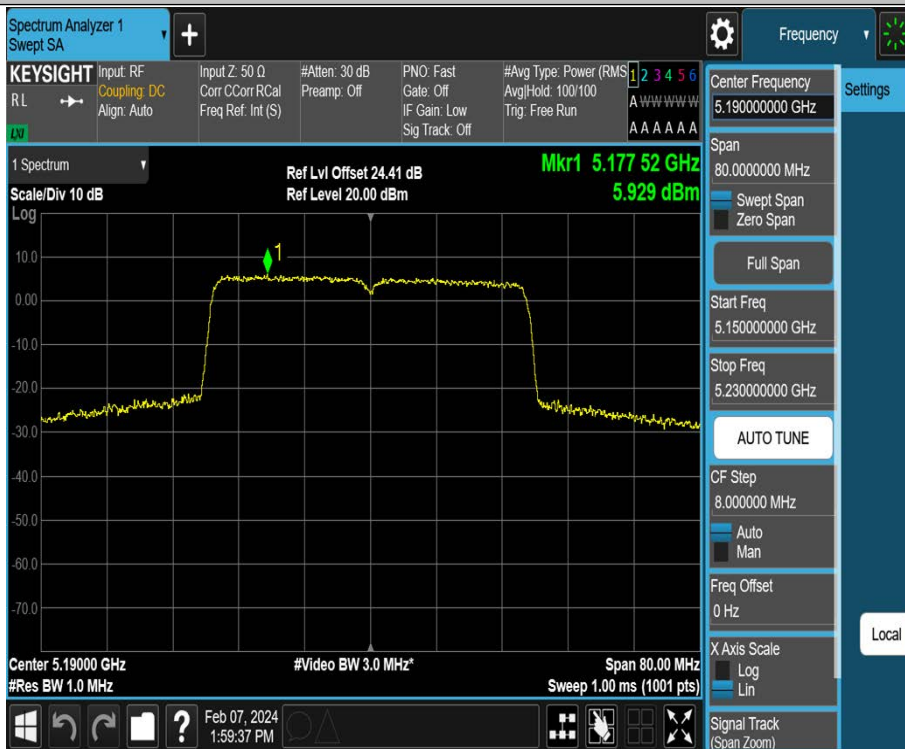 Spectrum Analyzer 1
Swept SA
Frequency
KEYSIGHT
R L
LXI
Input: RF
Coupling: DC
Align: Auto
Input Z: 50 Ω
Corr CCorr RCal
Freq Ref: Int (S)
#Atten: 30 dB
Preamp: Off
PNO: Fast
Gate: Off
IF Gain: Low
Sig Track: Off
#Avg Type: Power (RMS
Avg|Hold: 100/100
Trig: Free Run
1 2 3 4 5 6
A W W W W W
A A A A A A
1 Spectrum
Scale/Div 10 dB
Log
Ref Lvl Offset 24.41 dB
Ref Level 20.00 dBm
Mkr1 5.177 52 GHz
5.929 dBm
1
10.0
0.00
-10.0
-20.0
-30.0
-40.0
-50.0
-60.0
-70.0
Center 5.19000 GHz
#Res BW 1.0 MHz
#Video BW 3.0 MHz*
Span 80.00 MHz
Sweep 1.00 ms (1001 pts)
?
Feb 07, 2024
1:59:37 PM
Center Frequency
5.190000000 GHz
Span
80.0000000 MHz
Swept Span
Zero Span
Full Span
Start Freq
5.150000000 GHz
Stop Freq
5.230000000 GHz
AUTO TUNE
CF Step
8.000000 MHz
Auto
Man
Freq Offset
0 Hz
X Axis Scale
Log
Lin
Signal Track
(Span Zoom)
Settings
Local